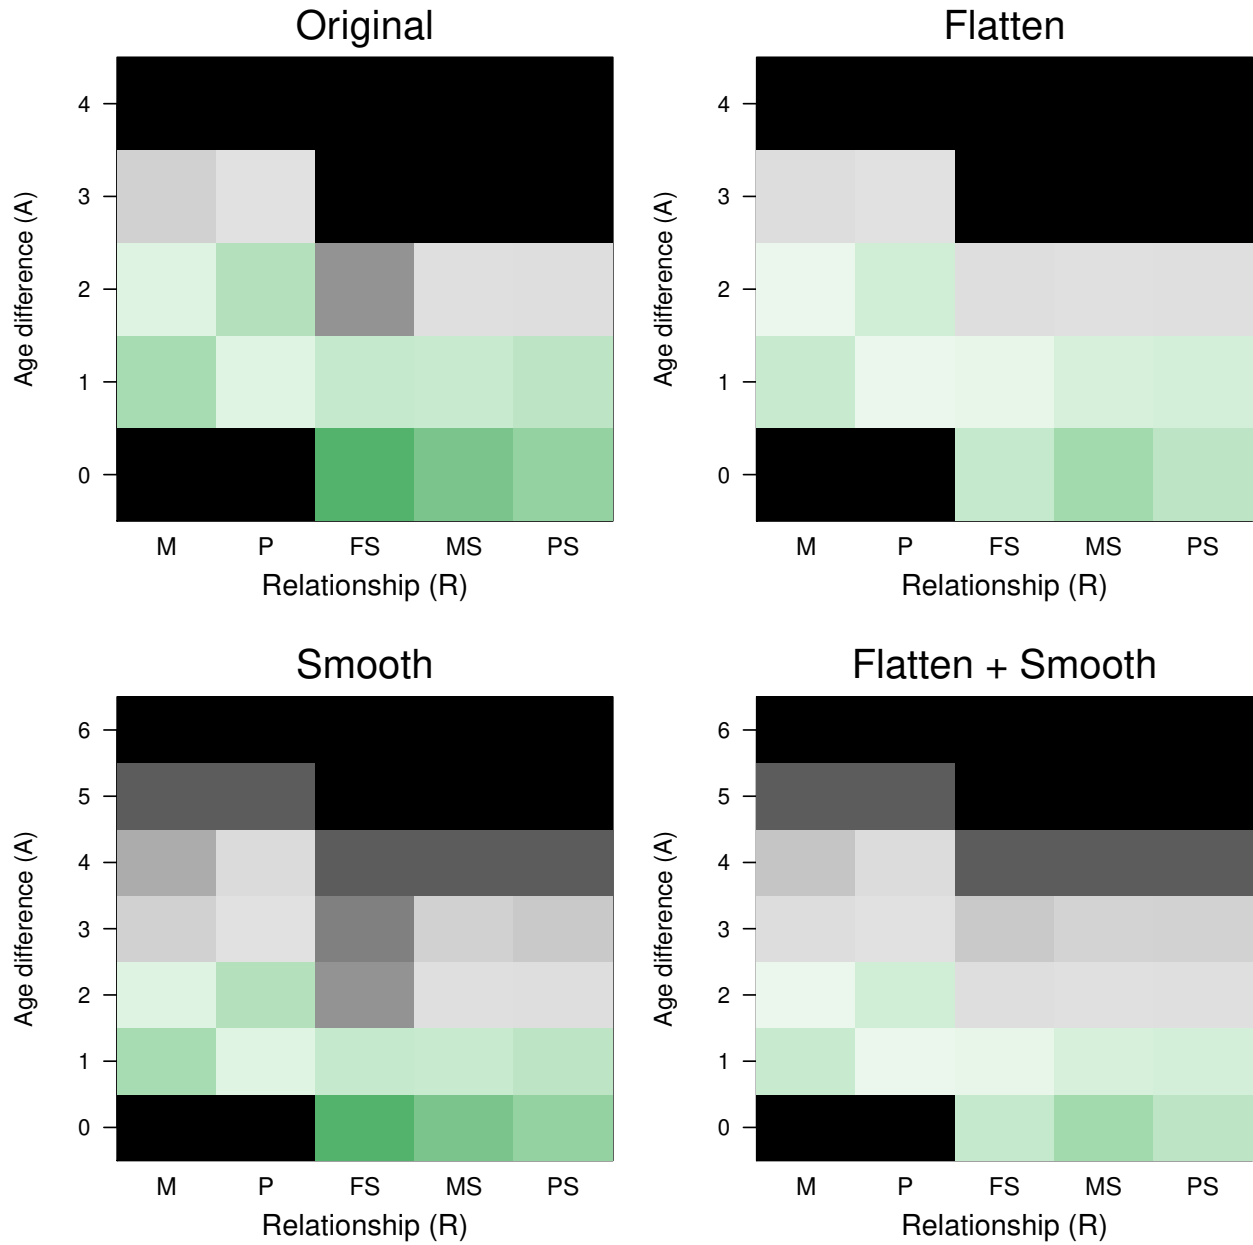 Original
Age difference (A)
4
3
2
1
0
M P FS MS PS
Relationship (R)
Flatten
Age difference (A)
4
3
2
1
0
M P FS MS PS
Relationship (R)
Smooth
Age difference (A)
6
5
4
3
2
1
0
M P FS MS PS
Relationship (R)
Flatten + Smooth
Age difference (A)
6
5
4
3
2
1
0
M P FS MS PS
Relationship (R)